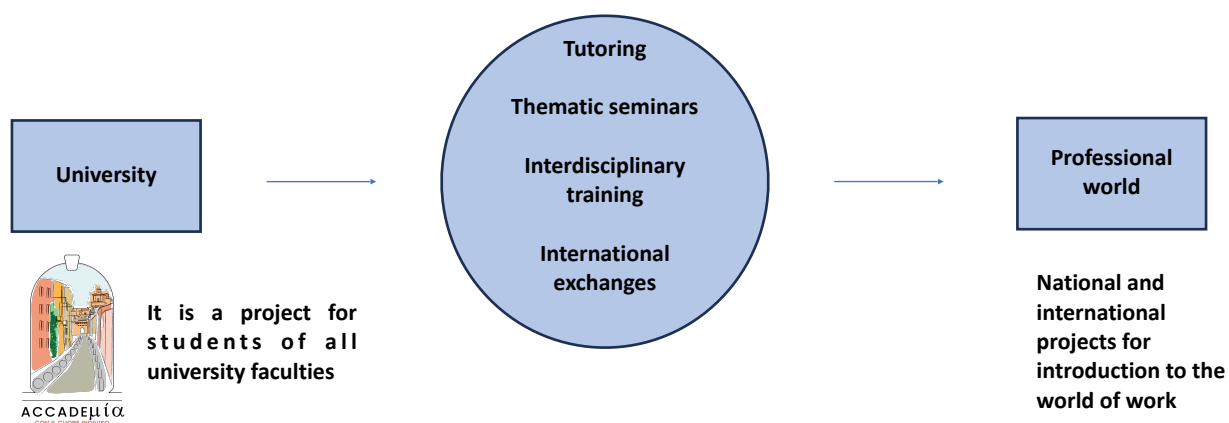 Tutoring
Thematic seminars
Interdisciplinary
training
International
exchanges
University
Professional
world
It is a project for
students of all
university faculties
National and
international
projects for
introduction to the
world of work
ACCADEμία